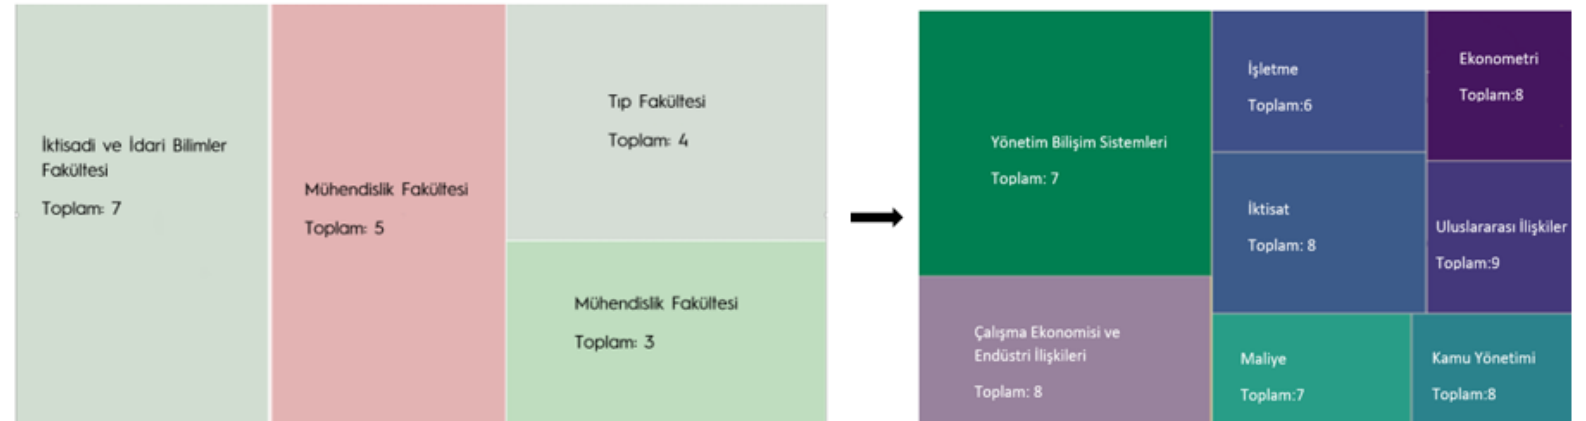 İktisadi ve İdari Bilimler
Fakültesi
Toplam: 7
Mühendislik Fakültesi
Toplam: 5
Tıp Fakültesi
Toplam: 4
Mühendislik Fakültesi
Toplam: 3
Yönetim Bilişim Sistemleri
Toplam: 7
Çalışma Ekonomisi ve
Endüstri İlişkileri
Toplam: 8
İşletme
Toplam:6
İktisat
Toplam: 8
Ekonometri
Toplam:8
Uluslararası İlişkiler
Toplam:9
Maliye
Toplam:7
Kamu Yönetimi
Toplam:8